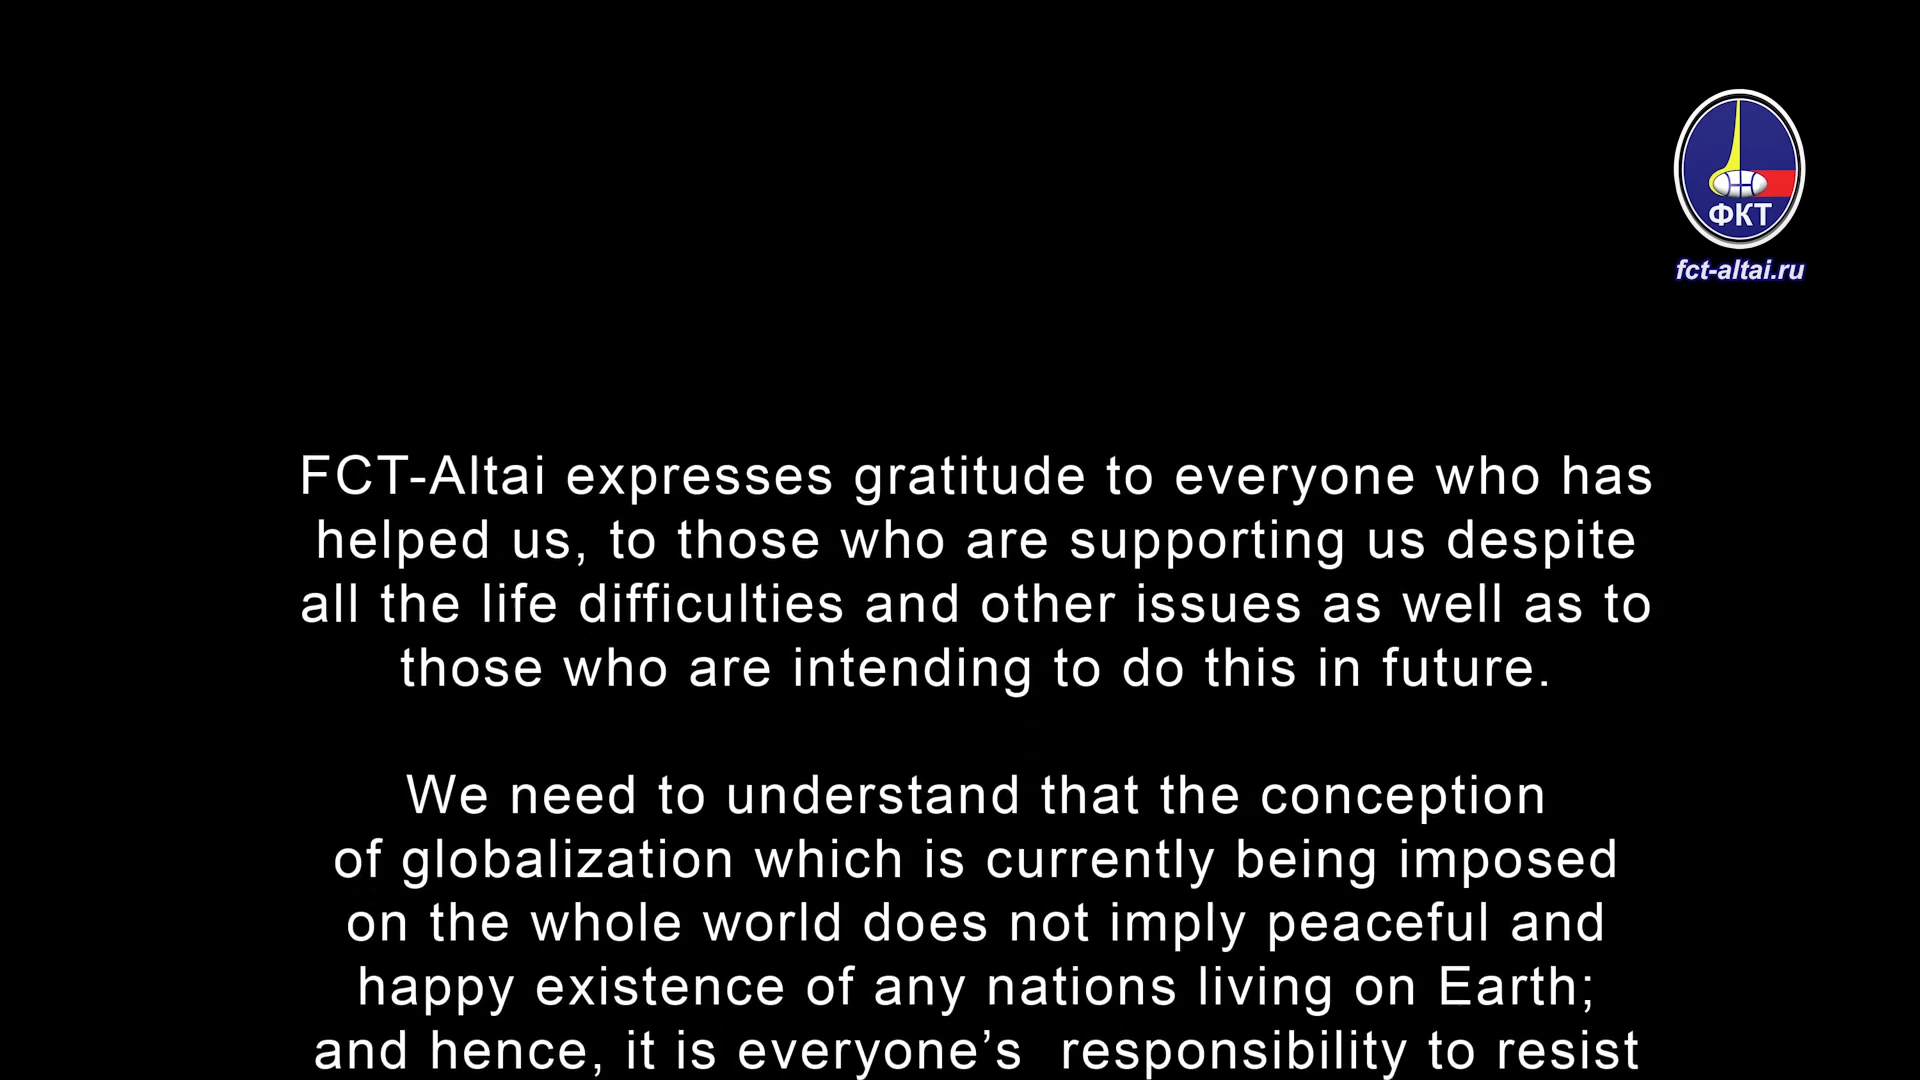 ФКТ
fct-altai.ru
FCT-Altai expresses gratitude to everyone who has
helped us, to those who are supporting us despite
all the life difficulties and other issues as well as to
those who are intending to do this in future.
We need to understand that the conception
of globalization which is currently being imposed
on the whole world does not imply peaceful and
happy existence of any nations living on Earth;
and hence, it is everyone’s  responsibility to resist